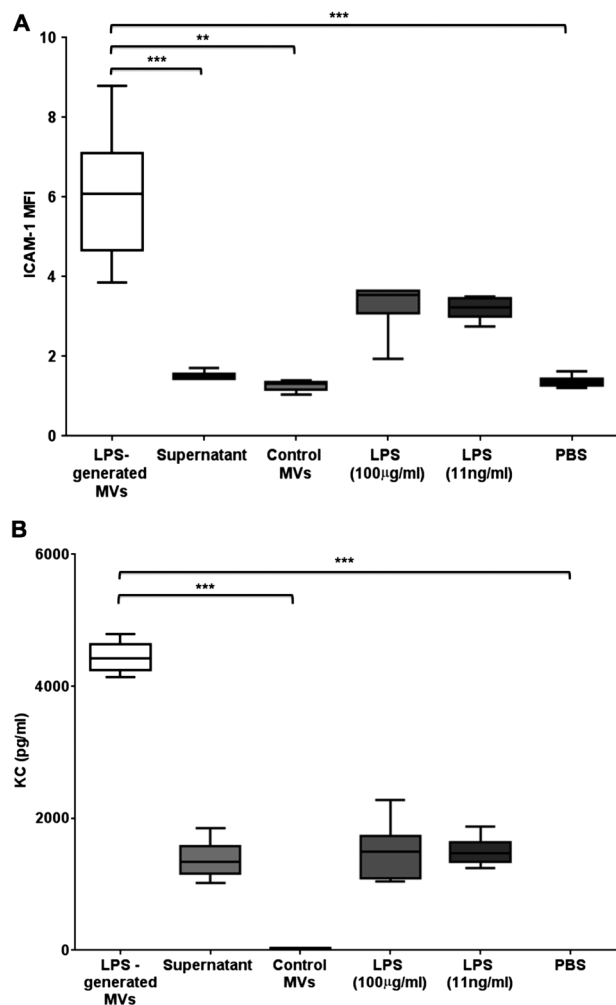 A
***
**
***
10
8
6
4
2
0
ICAM-1 MFI
LPS-
generated
MVs
Supernatant
Control
MVs
LPS
(100µg/ml)
LPS
(11ng/ml)
PBS
B
***
***
6000
4000
2000
0
KC (pg/ml)
LPS -
generated
MVs
Supernatant
Control
MVs
LPS
(100µg/ml)
LPS
(11ng/ml)
PBS